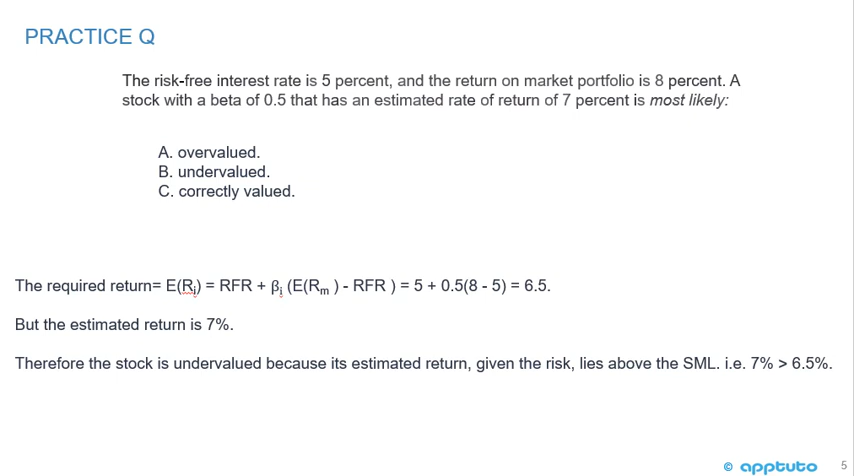 PRACTICE Q
The risk-free interest rate is 5 percent, and the return on market portfolio is 8 percent. A
stock with a beta of 0.5 that has an estimated rate of return of 7 percent is most likely:
A. overvalued.
B. undervalued.
C. correctly valued.
The required return= E(Rᵢ) = RFR + βᵢ (E(Rₘ ) - RFR ) = 5 + 0.5(8 - 5) = 6.5.
But the estimated return is 7%.
Therefore the stock is undervalued because its estimated return, given the risk, lies above the SML. i.e. 7% > 6.5%.
© apptuto 5